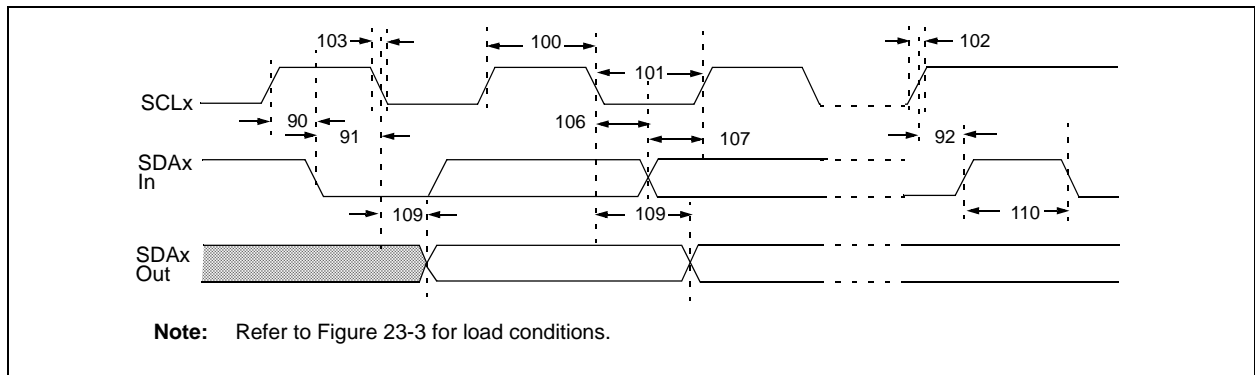 103
100
102
101
SCLx
90
91
106
107
92
SDAx
In
109
109
110
SDAx
Out
Note: Refer to Figure 23-3 for load conditions.